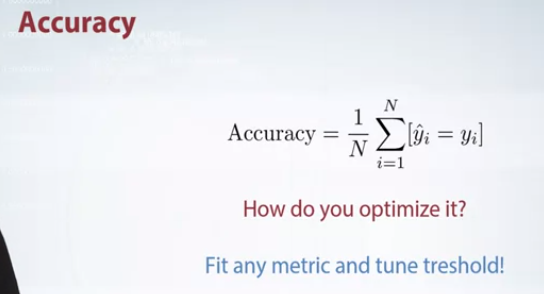 Accuracy
Accuracy = \frac{1}{N} \sum_{i=1}^{N} [\hat{y}_i = y_i]
How do you optimize it?
Fit any metric and tune treshold!